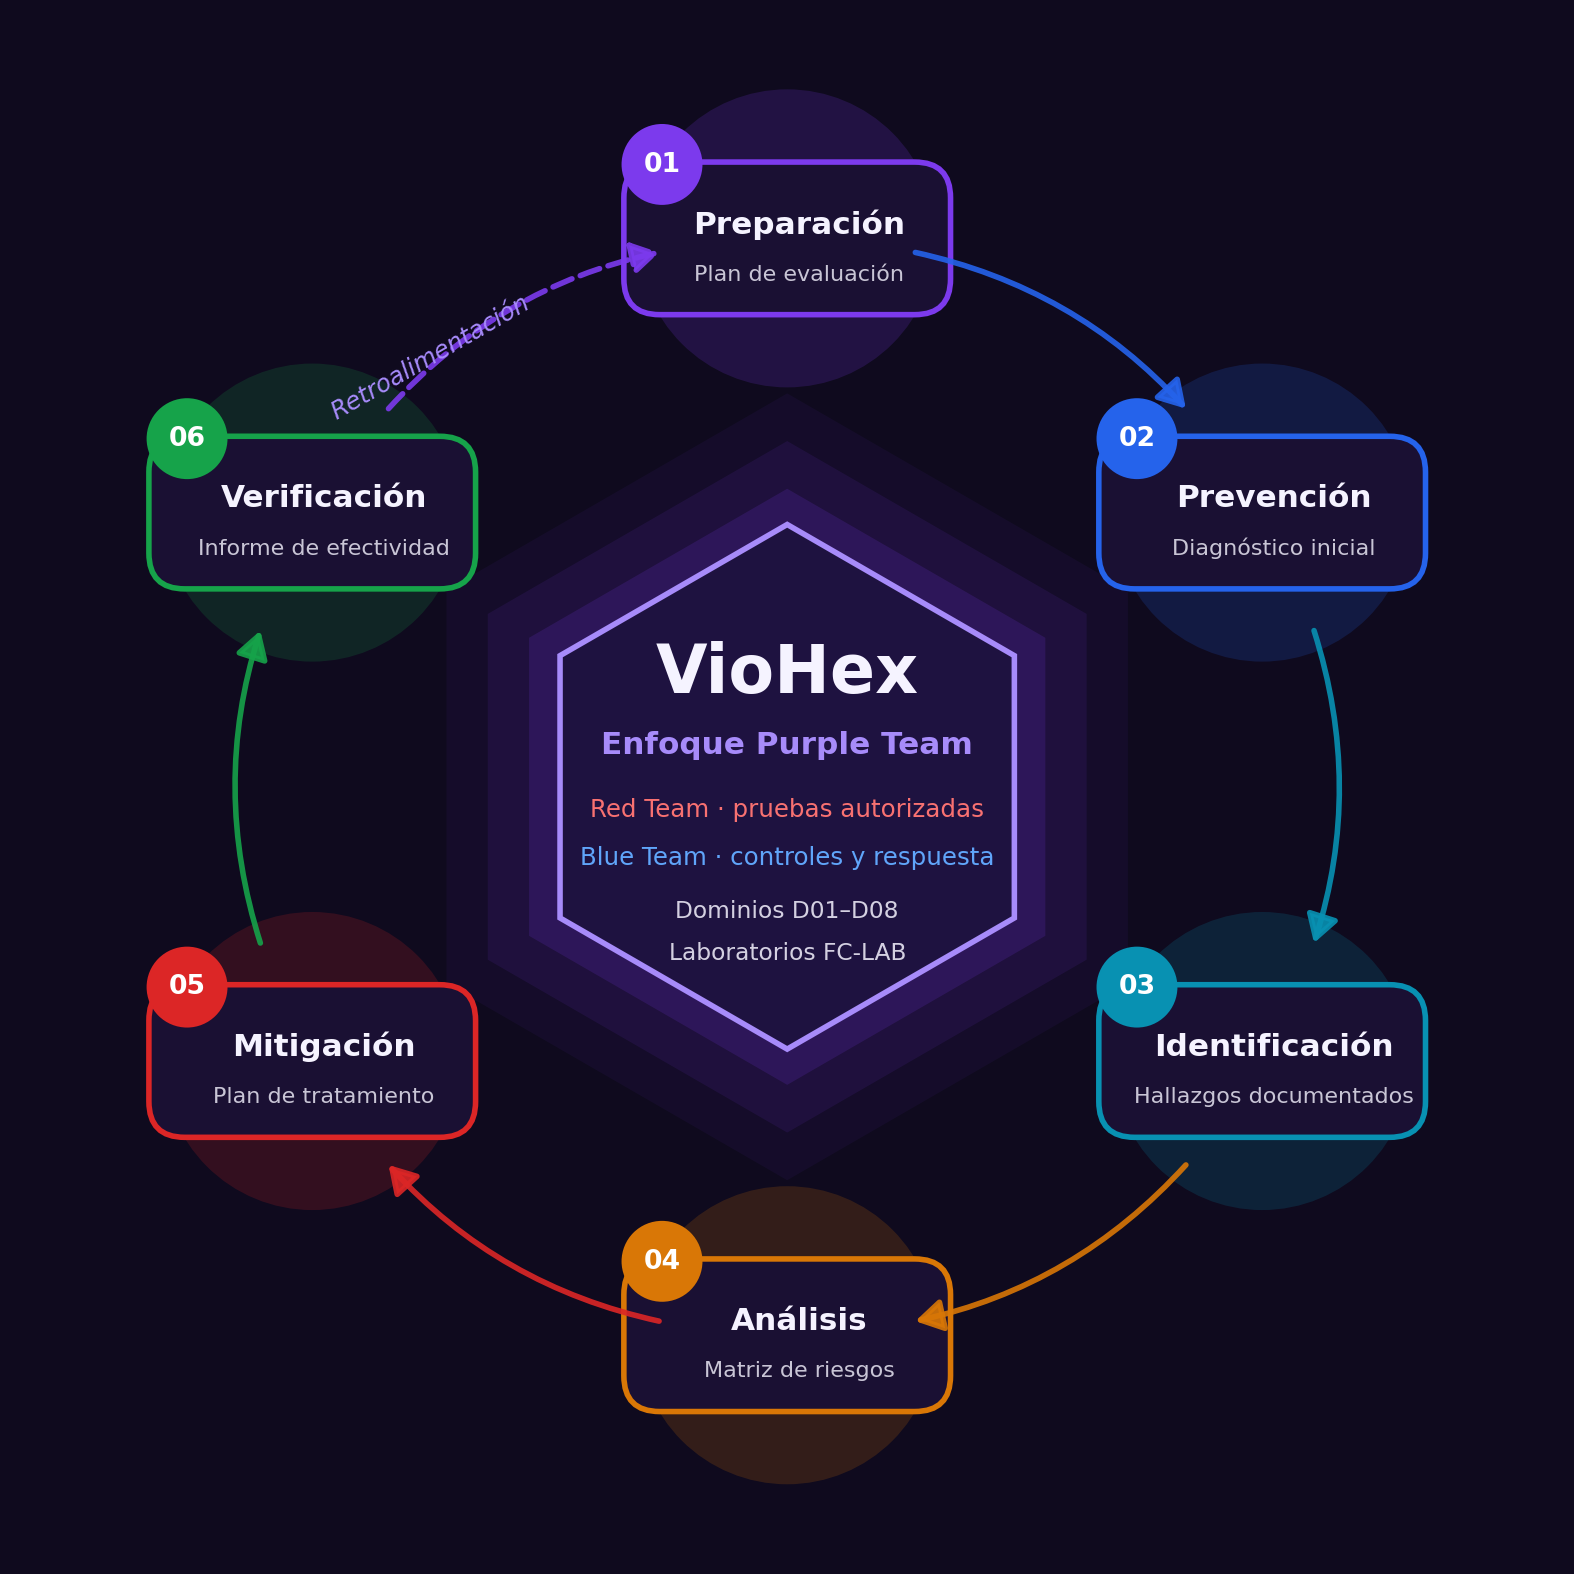 01
Preparación
Plan de evaluación
Retroalimentación
02
Prevención
Diagnóstico inicial
03
Identificación
Hallazgos documentados
04
Análisis
Matriz de riesgos
05
Mitigación
Plan de tratamiento
06
Verificación
Informe de efectividad
VioHex
Enfoque Purple Team
Red Team · pruebas autorizadas
Blue Team · controles y respuesta
Dominios D01–D08
Laboratorios FC-LAB